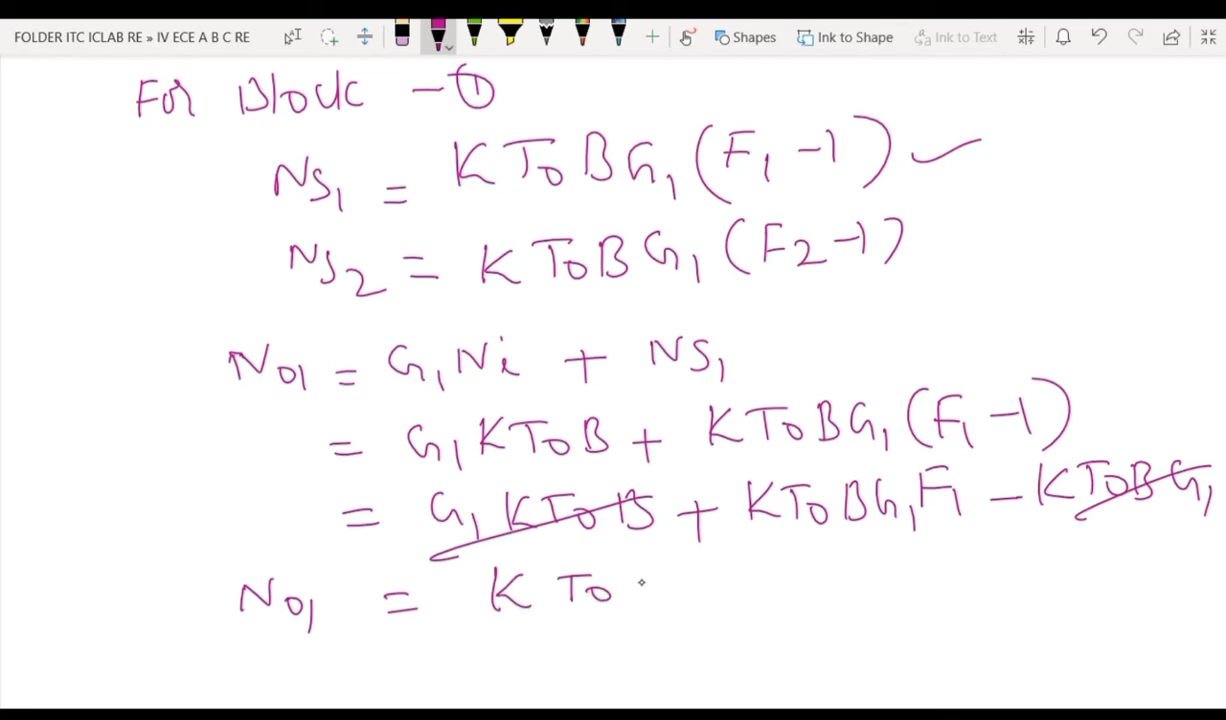 FOLDER ITC ICLAB RE » IV ECE A B C RE Shapes Ink to Shape Ink to Text
For Block - ①
NS₁ = KToBG₁(F₁ -1) ✓
NS₂ = KToBG₁(F2 -1)
No₁ = G₁Ni + NS₁
= G₁KToB + KToBG₁(F₁ -1)
= G₁KToB + KToBG₁F₁ - KToBG₁
No₁ = K To